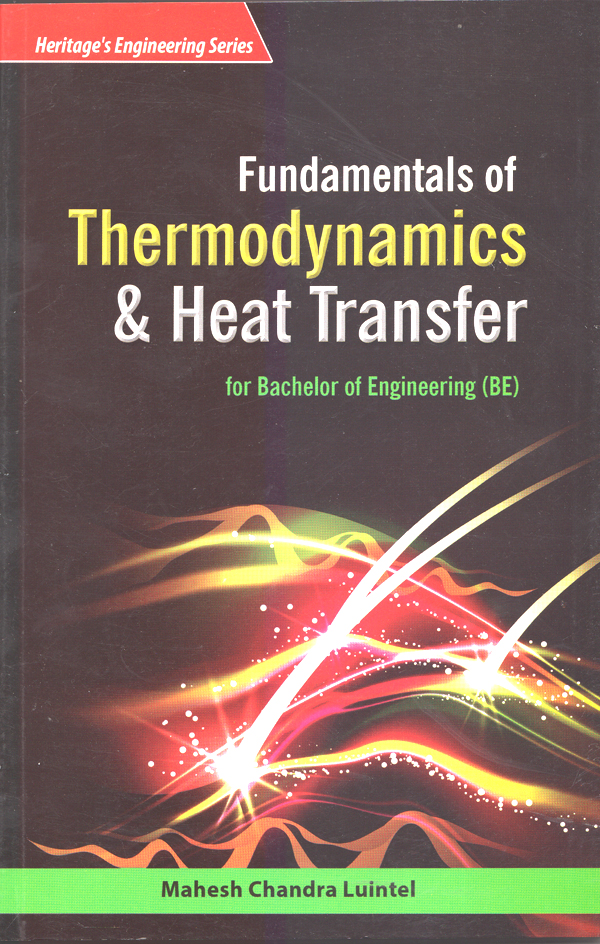 Heritage's Engineering Series
Fundamentals of
Thermodynamics
& Heat Transfer
for Bachelor of Engineering (BE)
Mahesh Chandra Luintel